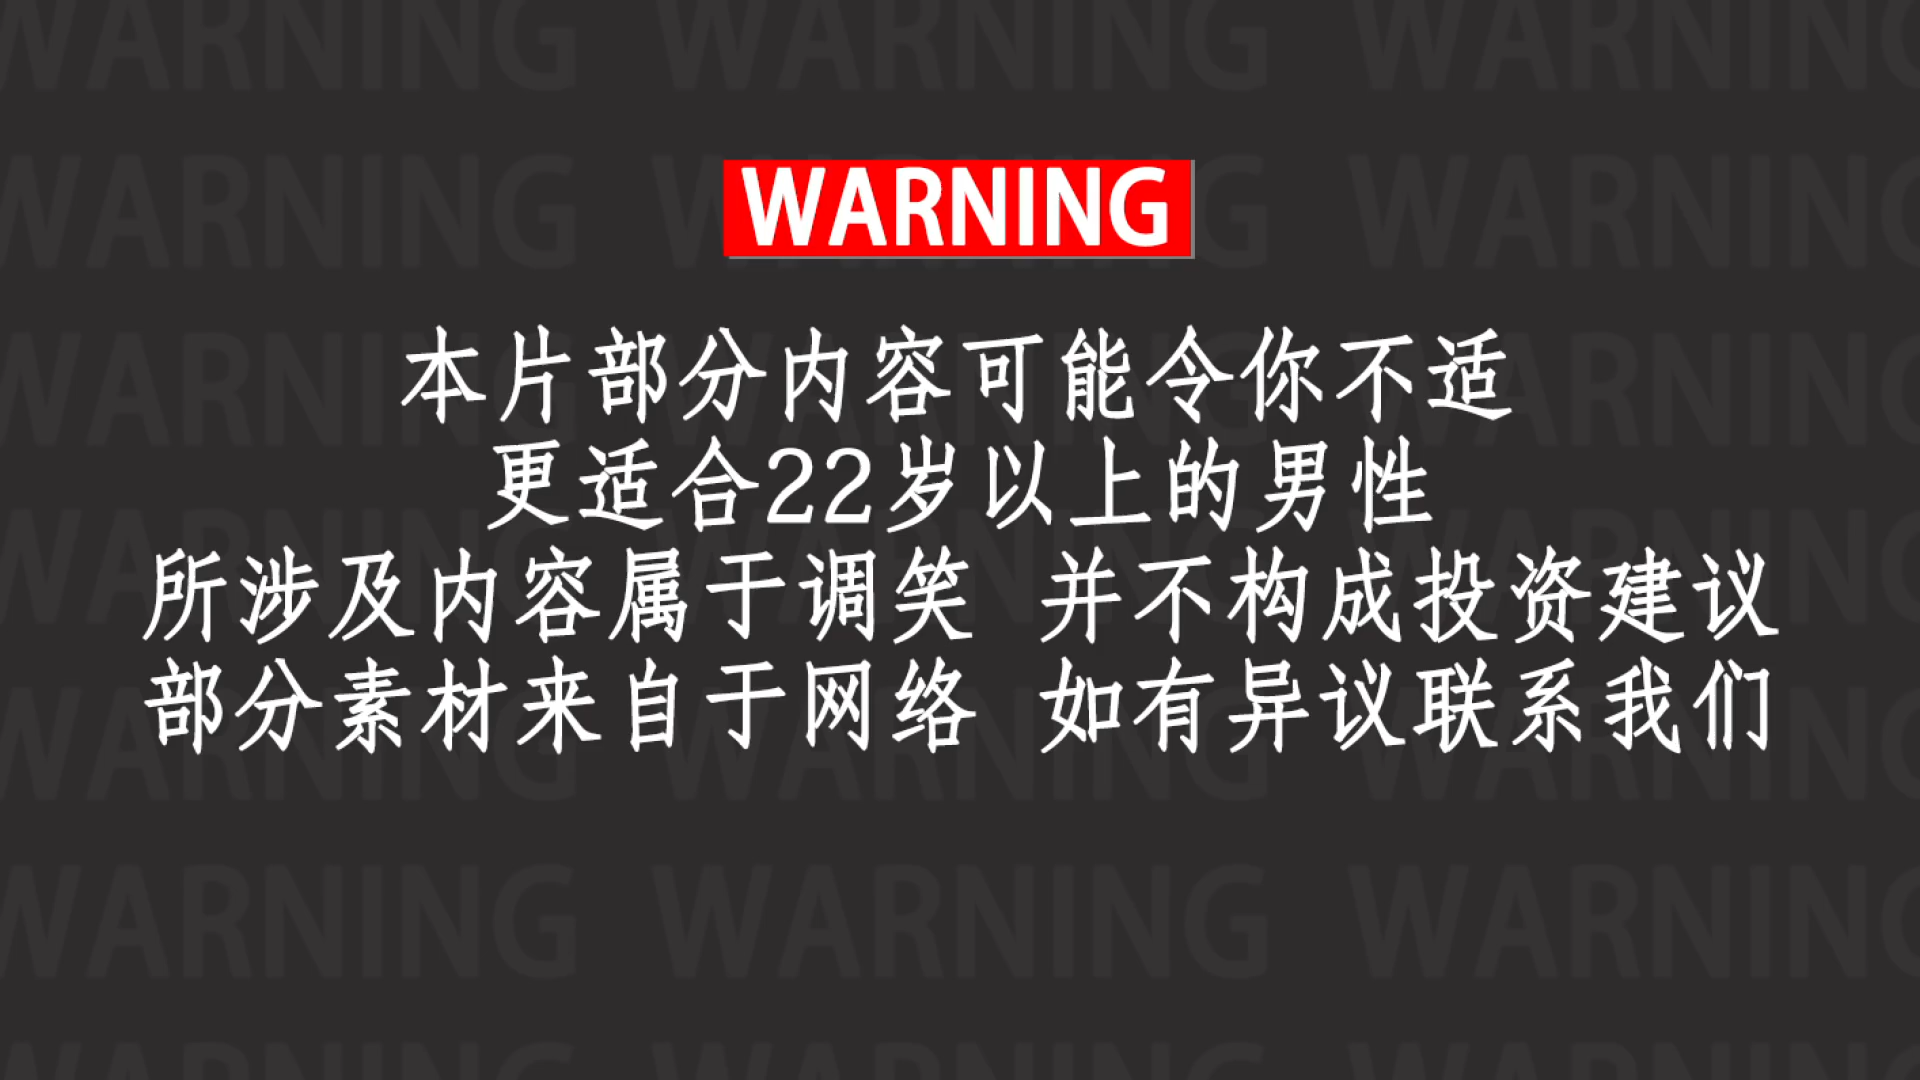 WARNING
本片部分内容可能令你不适
更适合22岁以上的男性
所涉及内容属于调笑 并不构成投资建议
部分素材来自于网络 如有异议联系我们